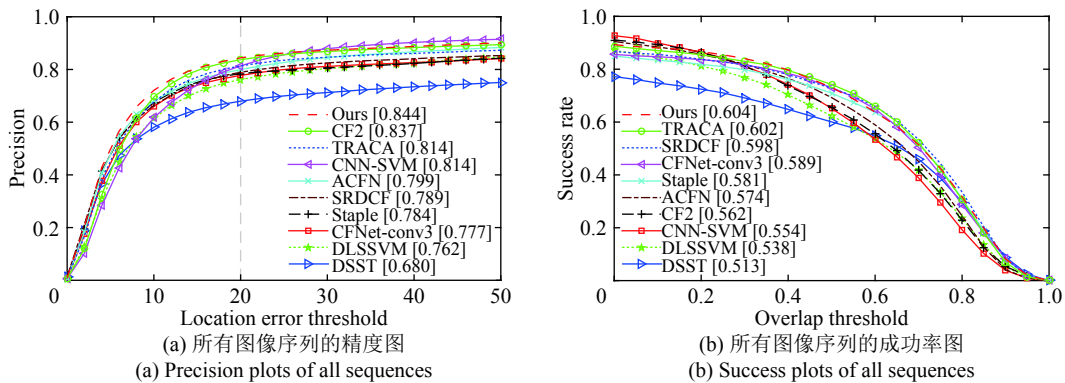 Precision
1.0
0.8
0.6
0.4
0.2
0
Ours [0.844]
CF2 [0.837]
TRACA [0.814]
CNN-SVM [0.814]
ACFN [0.799]
SRDCF [0.789]
Staple [0.784]
CFNet-conv3 [0.777]
DLSSVM [0.762]
DSST [0.680]
0 10 20 30 40 50
Location error threshold
(a) 所有图像序列的精度图
(a) Precision plots of all sequences
Success rate
1.0
0.8
0.6
0.4
0.2
Ours [0.604]
TRACA [0.602]
SRDCF [0.598]
CFNet-conv3 [0.589]
Staple [0.581]
ACFN [0.574]
CF2 [0.562]
CNN-SVM [0.554]
DLSSVM [0.538]
DSST [0.513]
0 0.2 0.4 0.6 0.8 1.0
Overlap threshold
(b) 所有图像序列的成功率图
(b) Success plots of all sequences